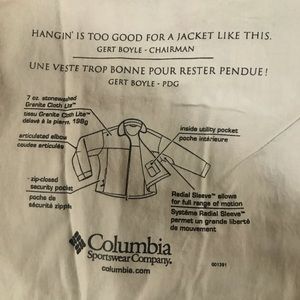 HANGIN' IS TOO GOOD FOR A JACKET LIKE THIS.
GERT BOYLE - CHAIRMAN
UNE VESTE TROP BONNE POUR RESTER PENDUE!
GERT BOYLE - PDG
7 oz. stonewashed
Granite Cloth Lite™
tissu Granite Cloth Lite™
délavé à la pierre, 198g
articulated elbow
coudes articulés
zip-closed
security pocket
poche de
sécurité zippée
inside utility pocket
poche intérieure
Radial Sleeve™ allows
for full range of motion
Système Radial Sleeve™
permet un grande liberté
de mouvement
Columbia
Sportswear Company®
columbia.com
001391